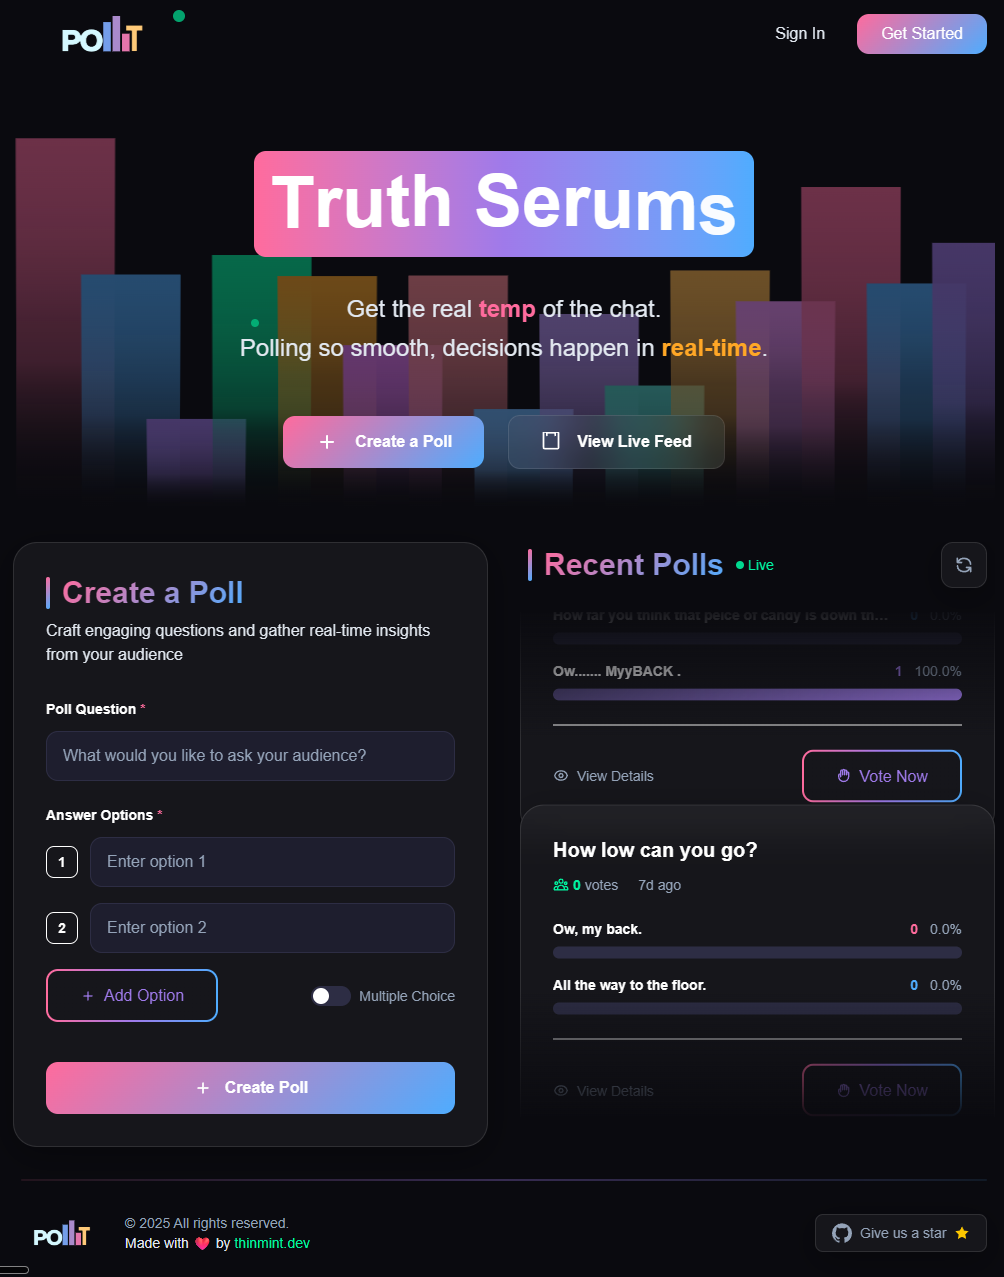 POLLIT
Sign In
Get Started
Truth Serums
Get the real temp of the chat.
Polling so smooth, decisions happen in real-time.
Create a Poll
View Live Feed
Create a Poll
Craft engaging questions and gather real-time insights
from your audience
Poll Question *
What would you like to ask your audience?
Answer Options *
1 Enter option 1
2 Enter option 2
+ Add Option
Multiple Choice
+ Create Poll
Recent Polls
Live
How far you think that peice of candy is down th... 0 0.0%
Ow....... MyyBACK . 1 100.0%
View Details
Vote Now
How low can you go?
0 votes 7d ago
Ow, my back. 0 0.0%
All the way to the floor. 0 0.0%
View Details
Vote Now
POLLIT
© 2025 All rights reserved.
Made with ❤️ by thinmint.dev
Give us a star ⭐